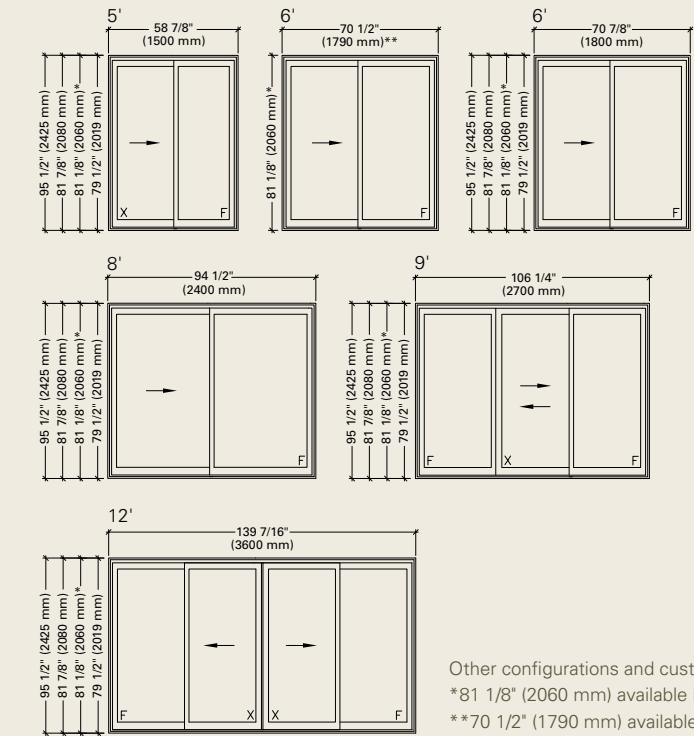 5'
58 7/8"
(1500 mm)
95 1/2" (2425 mm)
81 7/8" (2080 mm)
81 1/8" (2060 mm)*
79 1/2" (2019 mm)
X F
6'
70 1/2"
(1790 mm)**
81 1/8" (2060 mm)*
F
6'
70 7/8"
(1800 mm)
95 1/2" (2425 mm)
81 7/8" (2080 mm)
81 1/8" (2060 mm)*
79 1/2" (2019 mm)
F
8'
94 1/2"
(2400 mm)
95 1/2" (2425 mm)
81 7/8" (2080 mm)
81 1/8" (2060 mm)*
79 1/2" (2019 mm)
F
9'
106 1/4"
(2700 mm)
95 1/2" (2425 mm)
81 7/8" (2080 mm)
81 1/8" (2060 mm)*
79 1/2" (2019 mm)
F X F
12'
139 7/16"
(3600 mm)
95 1/2" (2425 mm)
81 7/8" (2080 mm)
81 1/8" (2060 mm)*
79 1/2" (2019 mm)
F X X F
Other configurations and
*81 1/8" (2060 mm) available
**70 1/2" (1790 mm) available